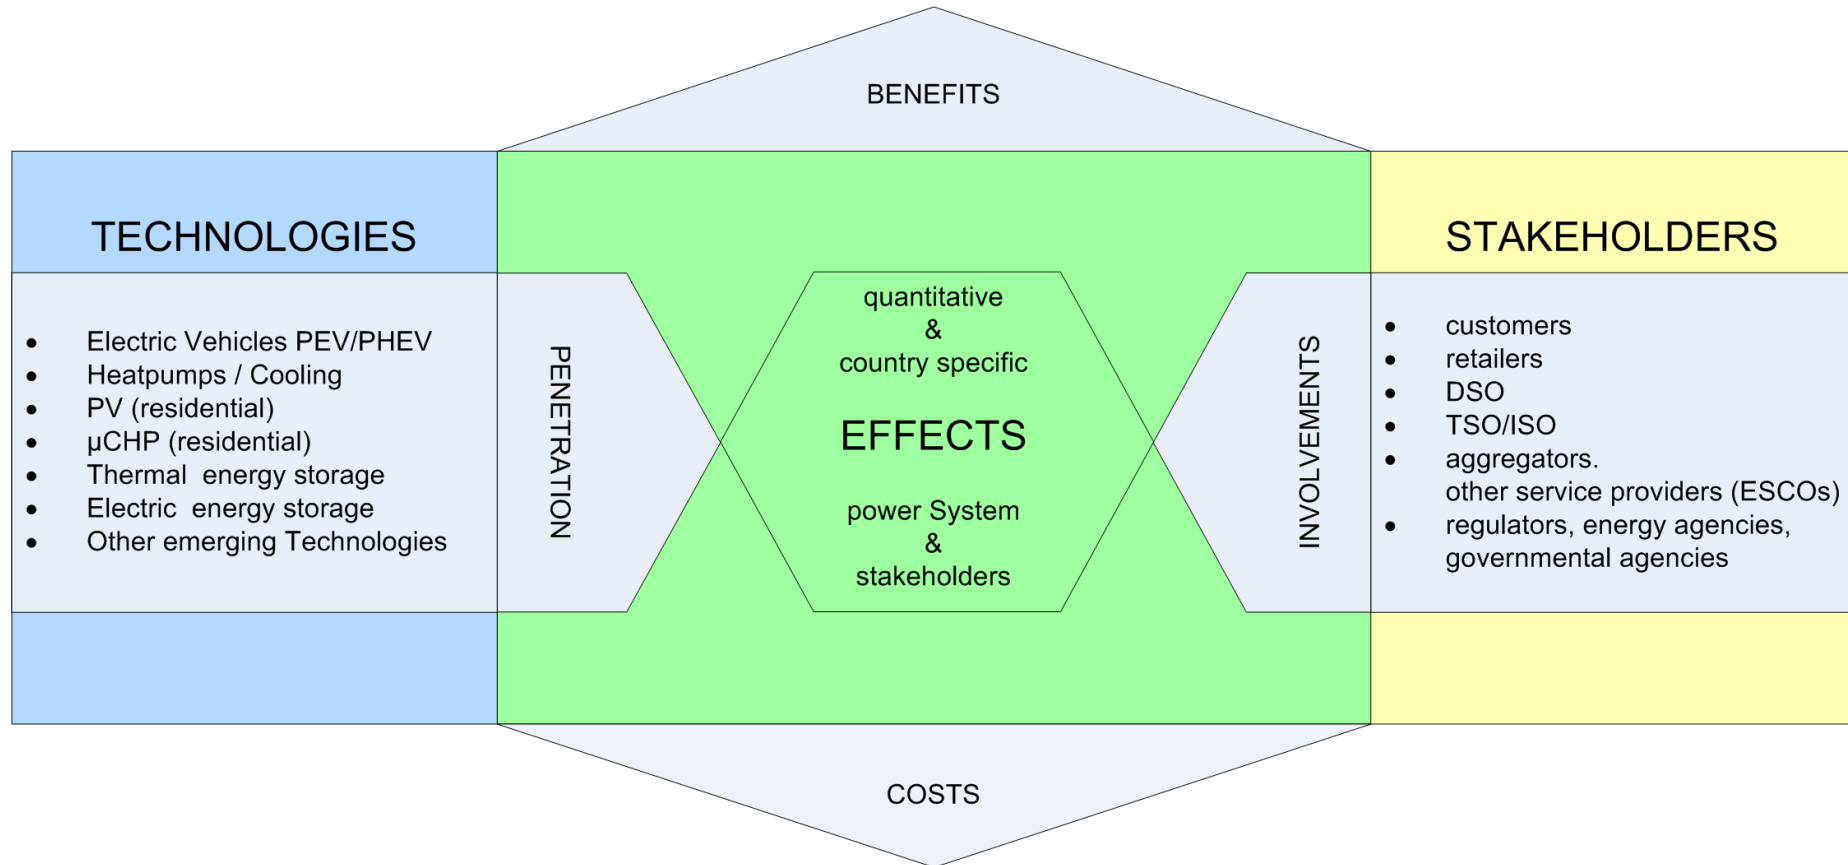 BENEFITS
TECHNOLOGIES
• Electric Vehicles PEV/PHEV
• Heatpumps / Cooling
• PV (residential)
• µCHP (residential)
• Thermal energy storage
• Electric energy storage
• Other emerging Technologies
PENETRATION
quantitative
&
country specific
EFFECTS
power System
&
stakeholders
INVOLVEMENTS
STAKEHOLDERS
• customers
• retailers
• DSO
• TSO/ISO
• aggregators.
other service providers (ESCOs)
• regulators, energy agencies,
governmental agencies
COSTS